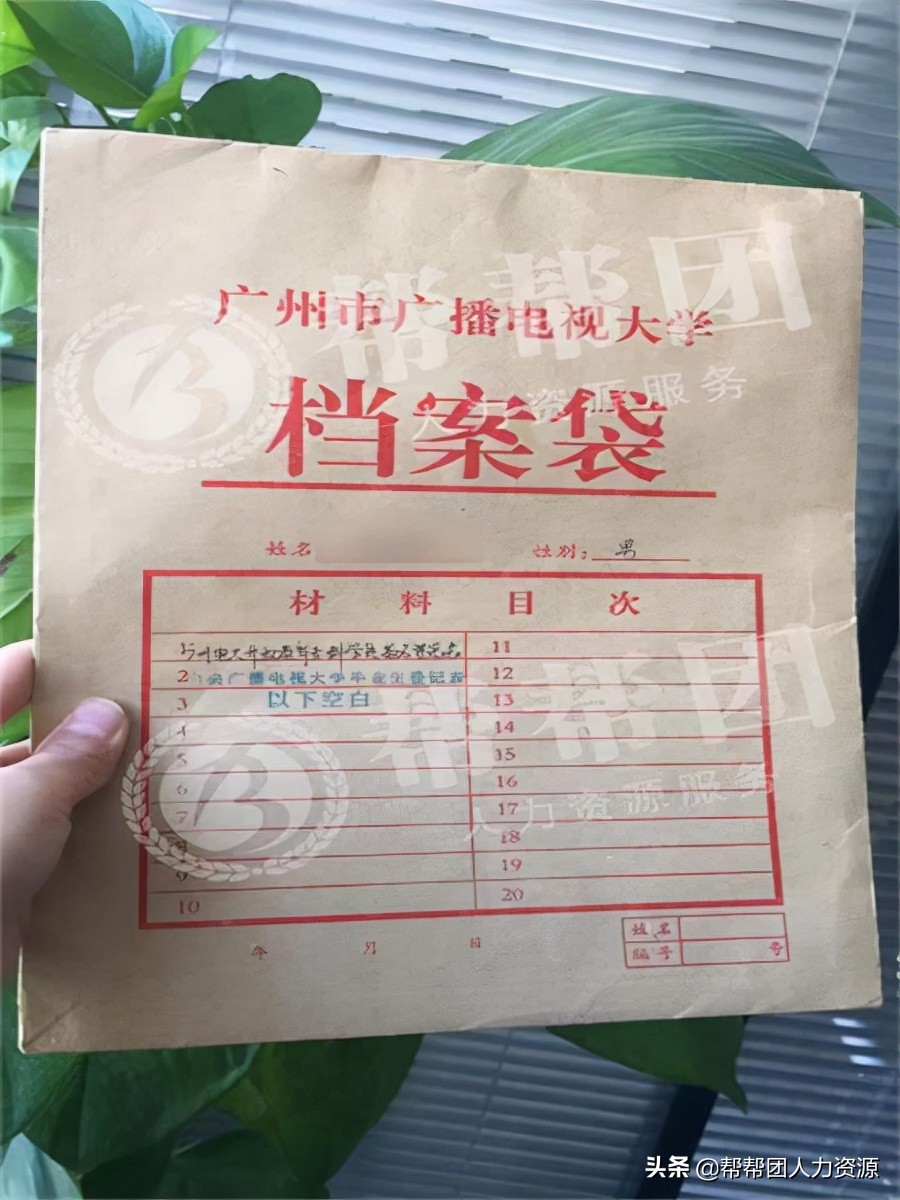 广州市广播电视大学
档案袋
姓名
性别：男
材料目次
2 中央广播电视大学毕业生登记表
3 以下空白
4
5
6
7
8
9
10
11
12
13
14
15
16
17
18
19
20
年 月 日
姓名
编号 号
帮帮团
人力资源服务
帮帮团
人力资源服务
头条 @帮帮团人力资源